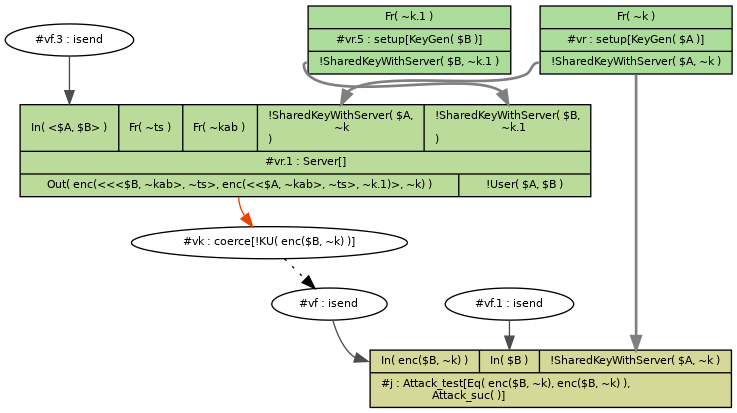 Fr( ~k.1 )
Fr( ~k )
#vf.3 : isend
#vr.5 : setup[KeyGen( $B )]
#vr : setup[KeyGen( $A )]
!SharedKeyWithServer( $B, ~k.1 )
!SharedKeyWithServer( $A, ~k )
In( <$A, $B> )
Fr( ~ts )
Fr( ~kab )
!SharedKeyWithServer( $A,
~k
)
!SharedKeyWithServer( $B,
~k.1
)
#vr.1 : Server[]
Out( enc(<<<$B, ~kab>, ~ts>, enc(<<$A, ~kab>, ~ts>, ~k.1)>, ~k) )
!User( $A, $B )
#vk : coerce[!KU( enc($B, ~k) )]
#vf : isend
#vf.1 : isend
In( enc($B, ~k) )
In( $B )
!SharedKeyWithServer( $A, ~k )
#j : Attack_test[Eq( enc($B, ~k), enc($B, ~k) ),
Attack_suc( )]